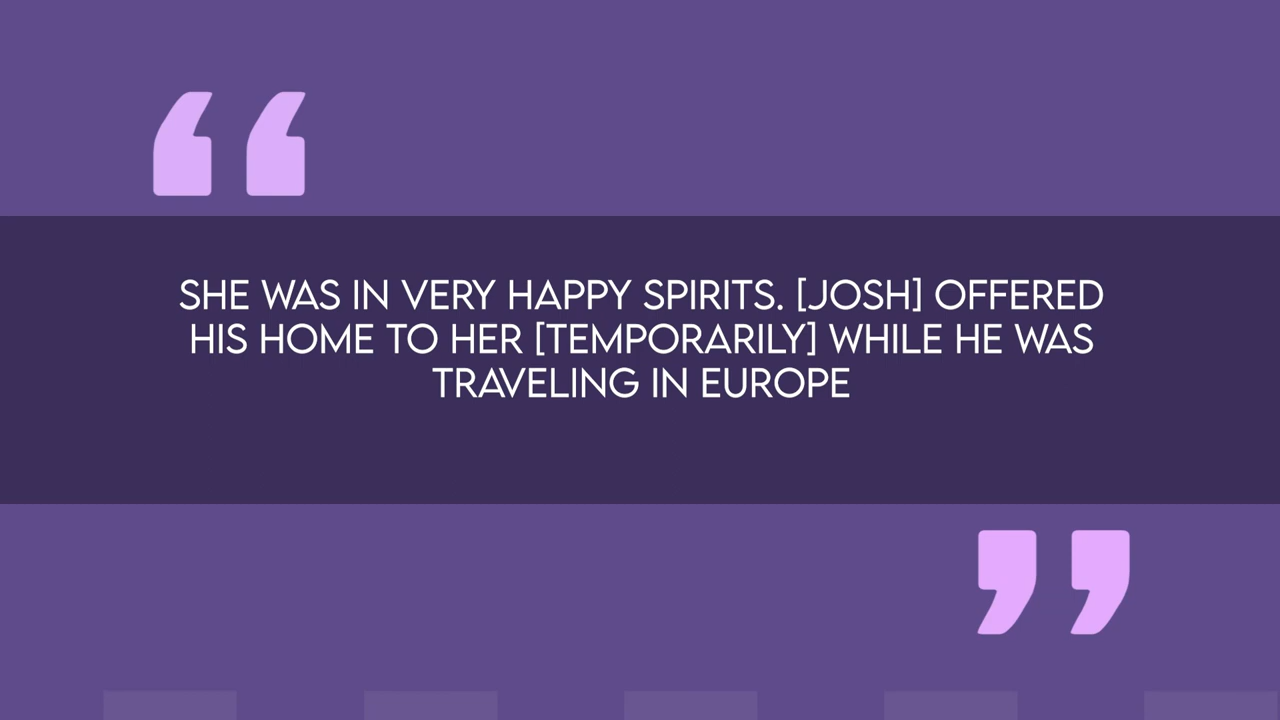 “
SHE WAS IN VERY HAPPY SPIRITS. [JOSH] OFFERED
HIS HOME TO HER [TEMPORARILY] WHILE HE WAS
TRAVELING IN EUROPE
”